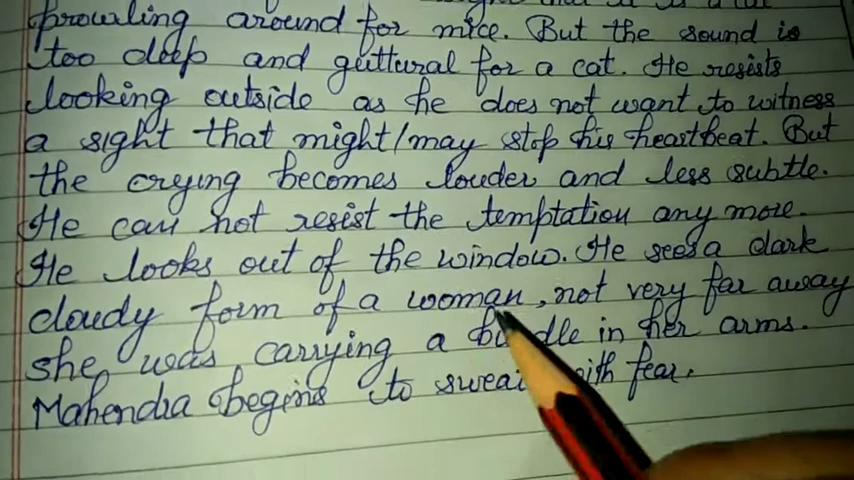 that it is a cat
prowling around for mice. But the sound is
too deep and guttural for a cat. He resists
looking outside as he does not want to witness
a sight that might/may stop his heartbeat. But
the crying becomes louder and less subtle.
He can not resist the temptation any more.
He looks out of the window. He sees a dark
cloudy form of a woman, not very far away
she was carrying a bundle in her arms.
Mahendra begins to sweat with fear.